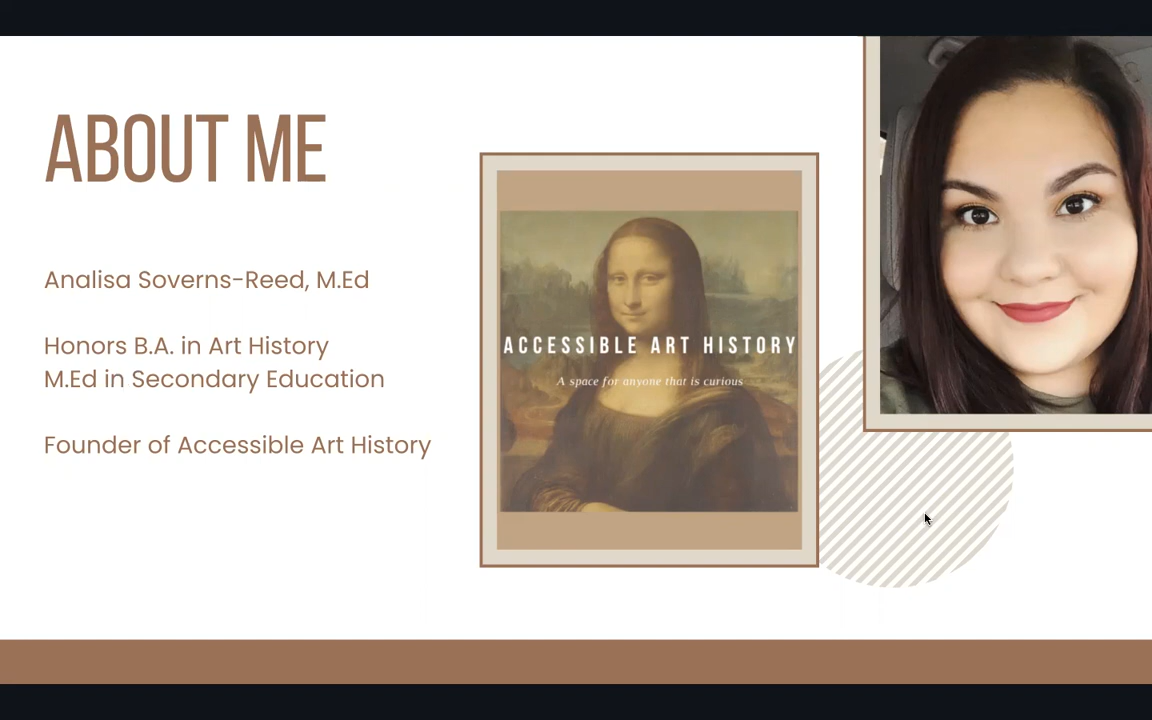 ABOUT ME
Analisa Soverns-Reed, M.Ed
Honors B.A. in Art History
M.Ed in Secondary Education
Founder of Accessible Art History
ACCESSIBLE ART HISTORY
A space for anyone that is curious